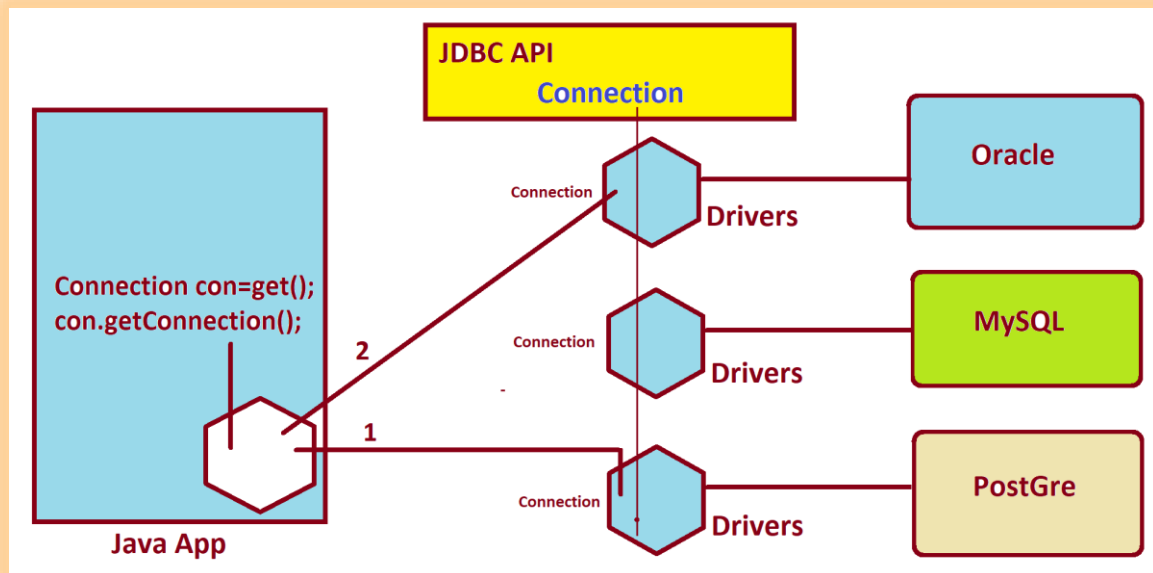 JDBC API
Connection
Oracle
Connection
Drivers
Connection con=get();
con.getConnection();
MySQL
Connection
2
Drivers
1
PostGre
Connection
Drivers
Java App